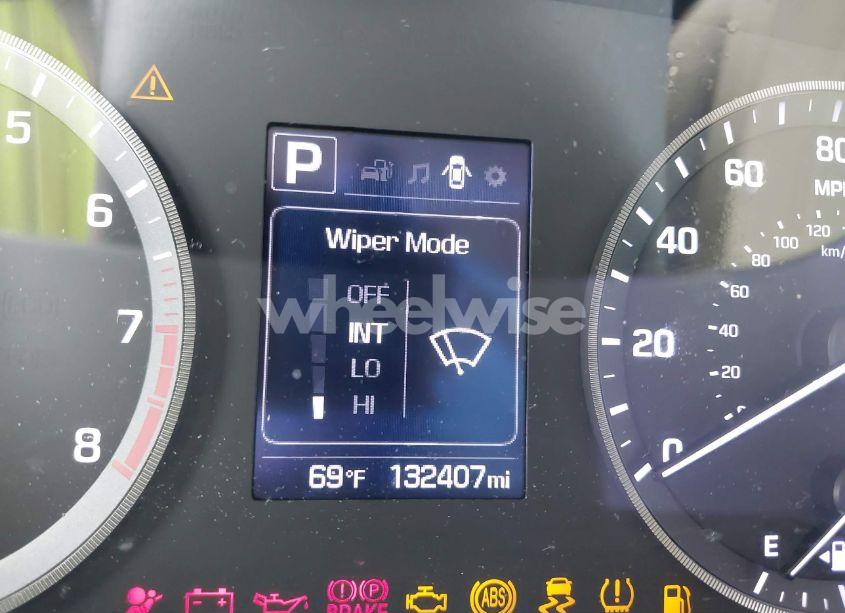 5
6
7
8
P
Wiper Mode
OFF
INT
LO
HI
69°F 132407mi
wheelwise
80
60
40
20
0
MPH
120
100
80
60
40
20
0
km/
E
BRAKE
ABS